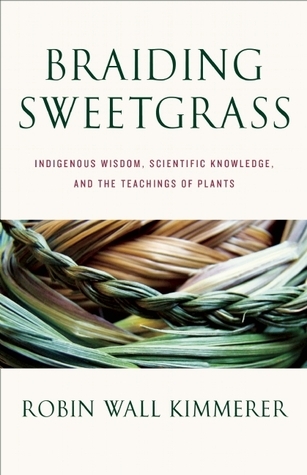 BRAIDING
SWEETGRASS
INDIGENOUS WISDOM, SCIENTIFIC KNOWLEDGE,
AND THE TEACHINGS OF PLANTS
ROBIN WALL KIMMERER